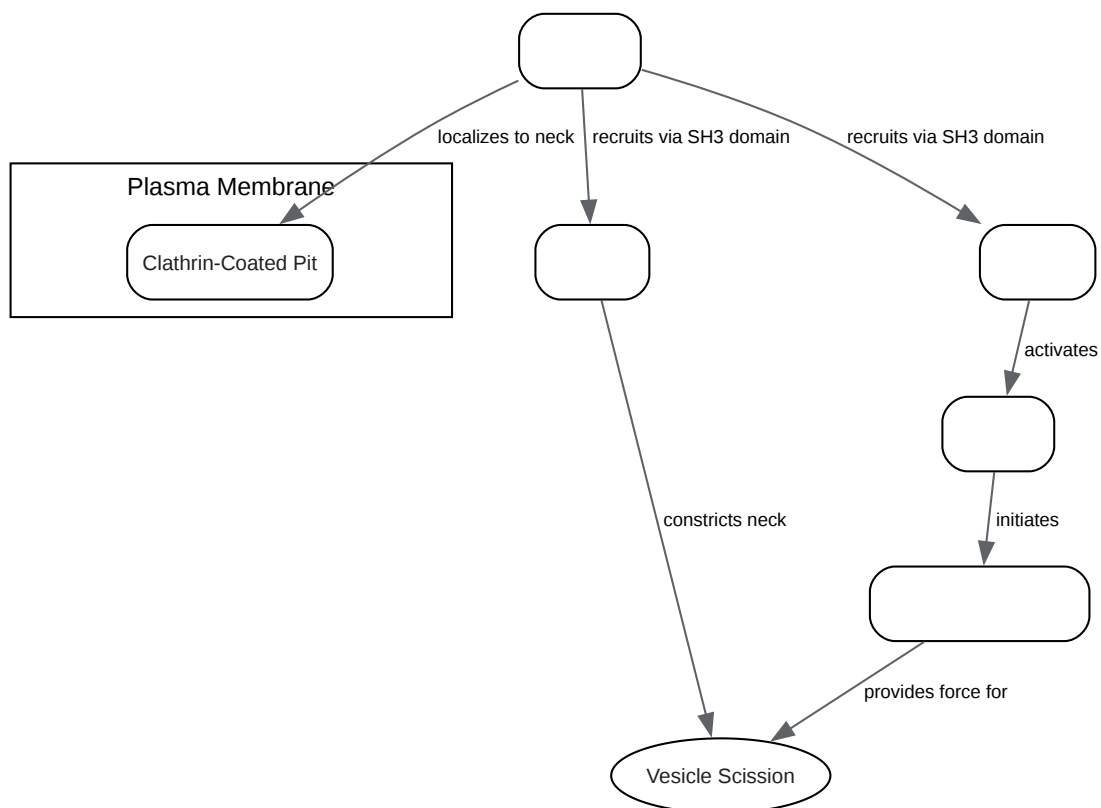 localizes to neck
recruits via SH3 domain
recruits via SH3 domain
Plasma Membrane
Clathrin-Coated Pit
activates
initiates
constricts neck
provides force for
Vesicle Scission